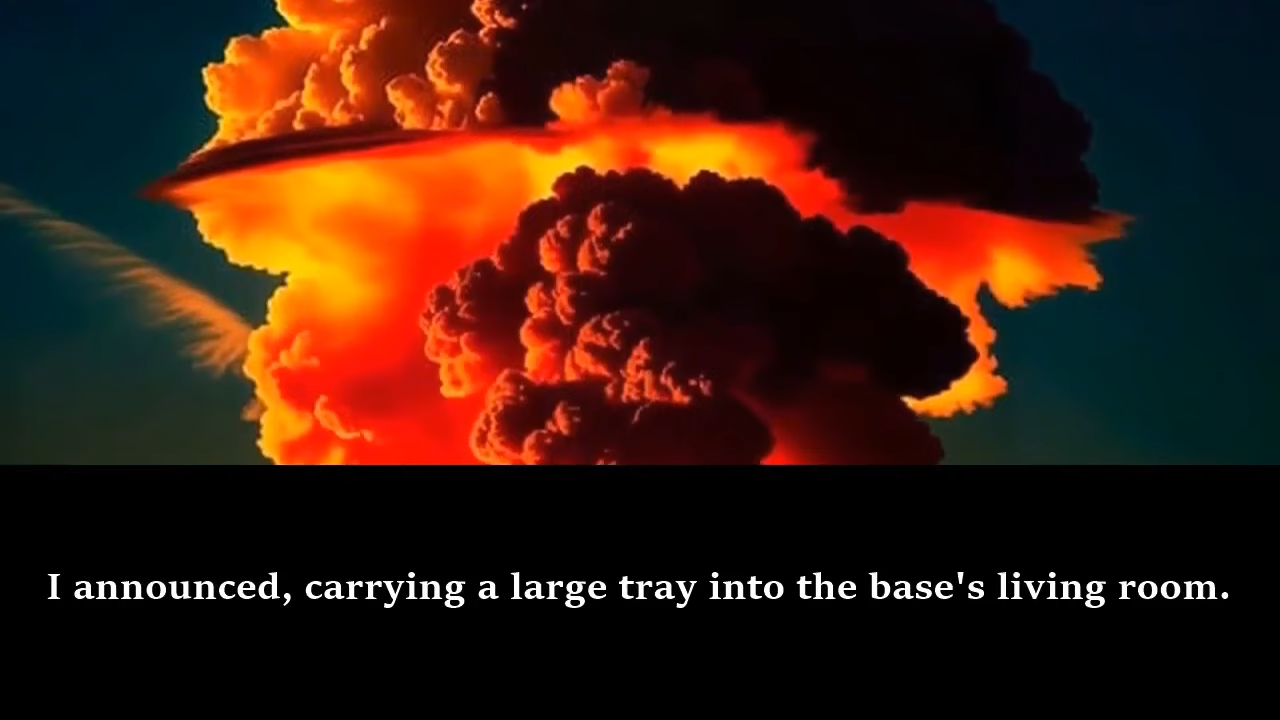 I announced, carrying a large tray into the base's living room.